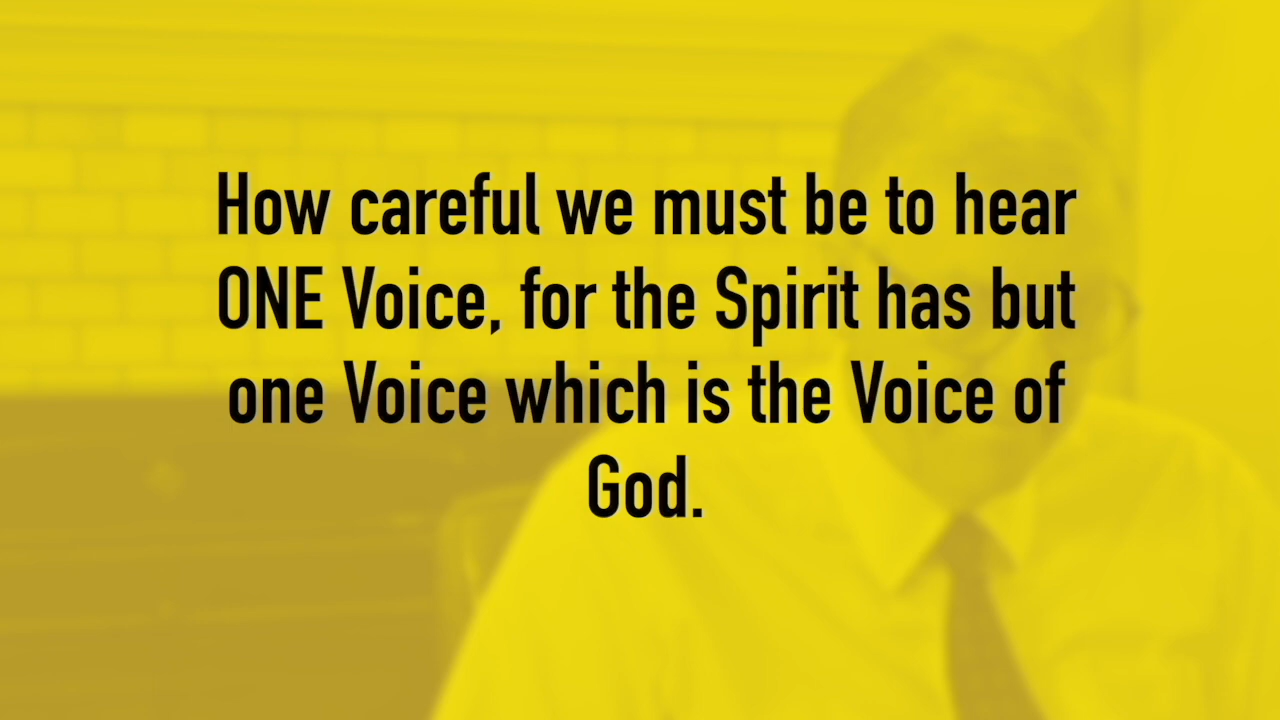 How careful we must be to hear
ONE Voice, for the Spirit has but
one Voice which is the Voice of
God.